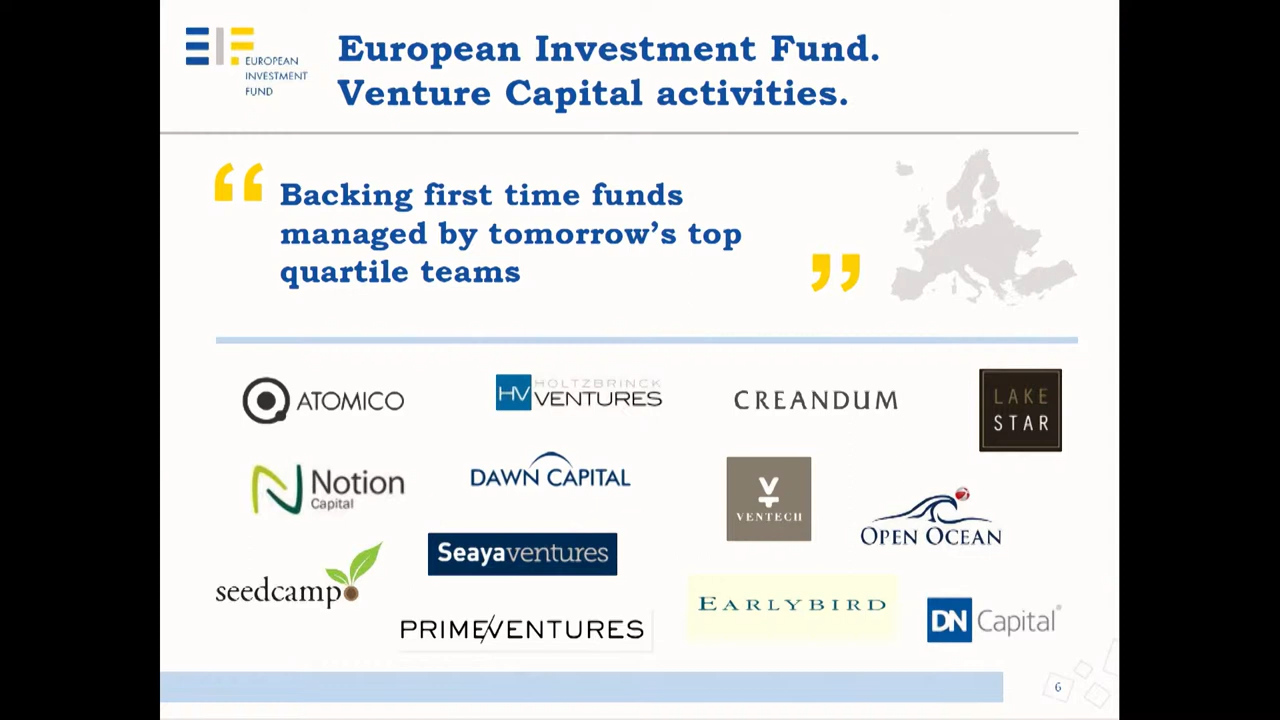 EUROPEAN
INVESTMENT
FUND
European Investment Fund.
Venture Capital activities.
“ Backing first time funds
managed by tomorrow’s top
quartile teams ”
ATOMICO
HV HOLTZBRINCK
VENTURES
CREANDUM
LAKE
STAR
Notion
Capital
DAWN CAPITAL
VENTECH
OPEN OCEAN
seedcamp
Seayaventures
PRIME/VENTURES
EARLYBIRD
DN Capital®
6